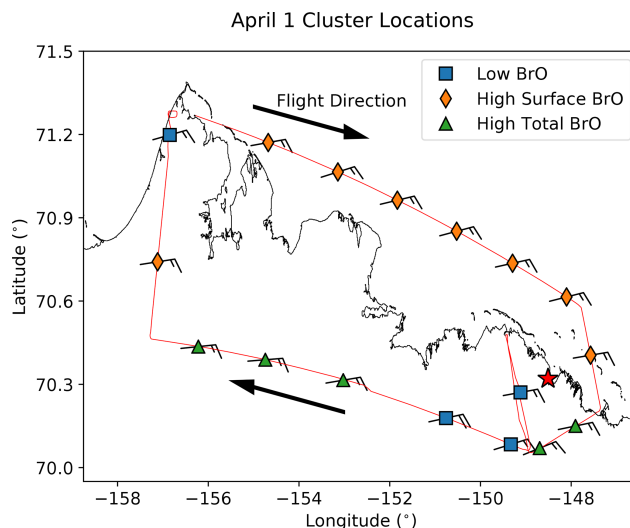 April 1 Cluster Locations
71.5
71.2
70.9
70.6
70.3
70.0
Latitude (°)
Flight Direction
Low BrO
High Surface BrO
High Total BrO
−158 −156 −154 −152 −150 −148
Longitude (°)